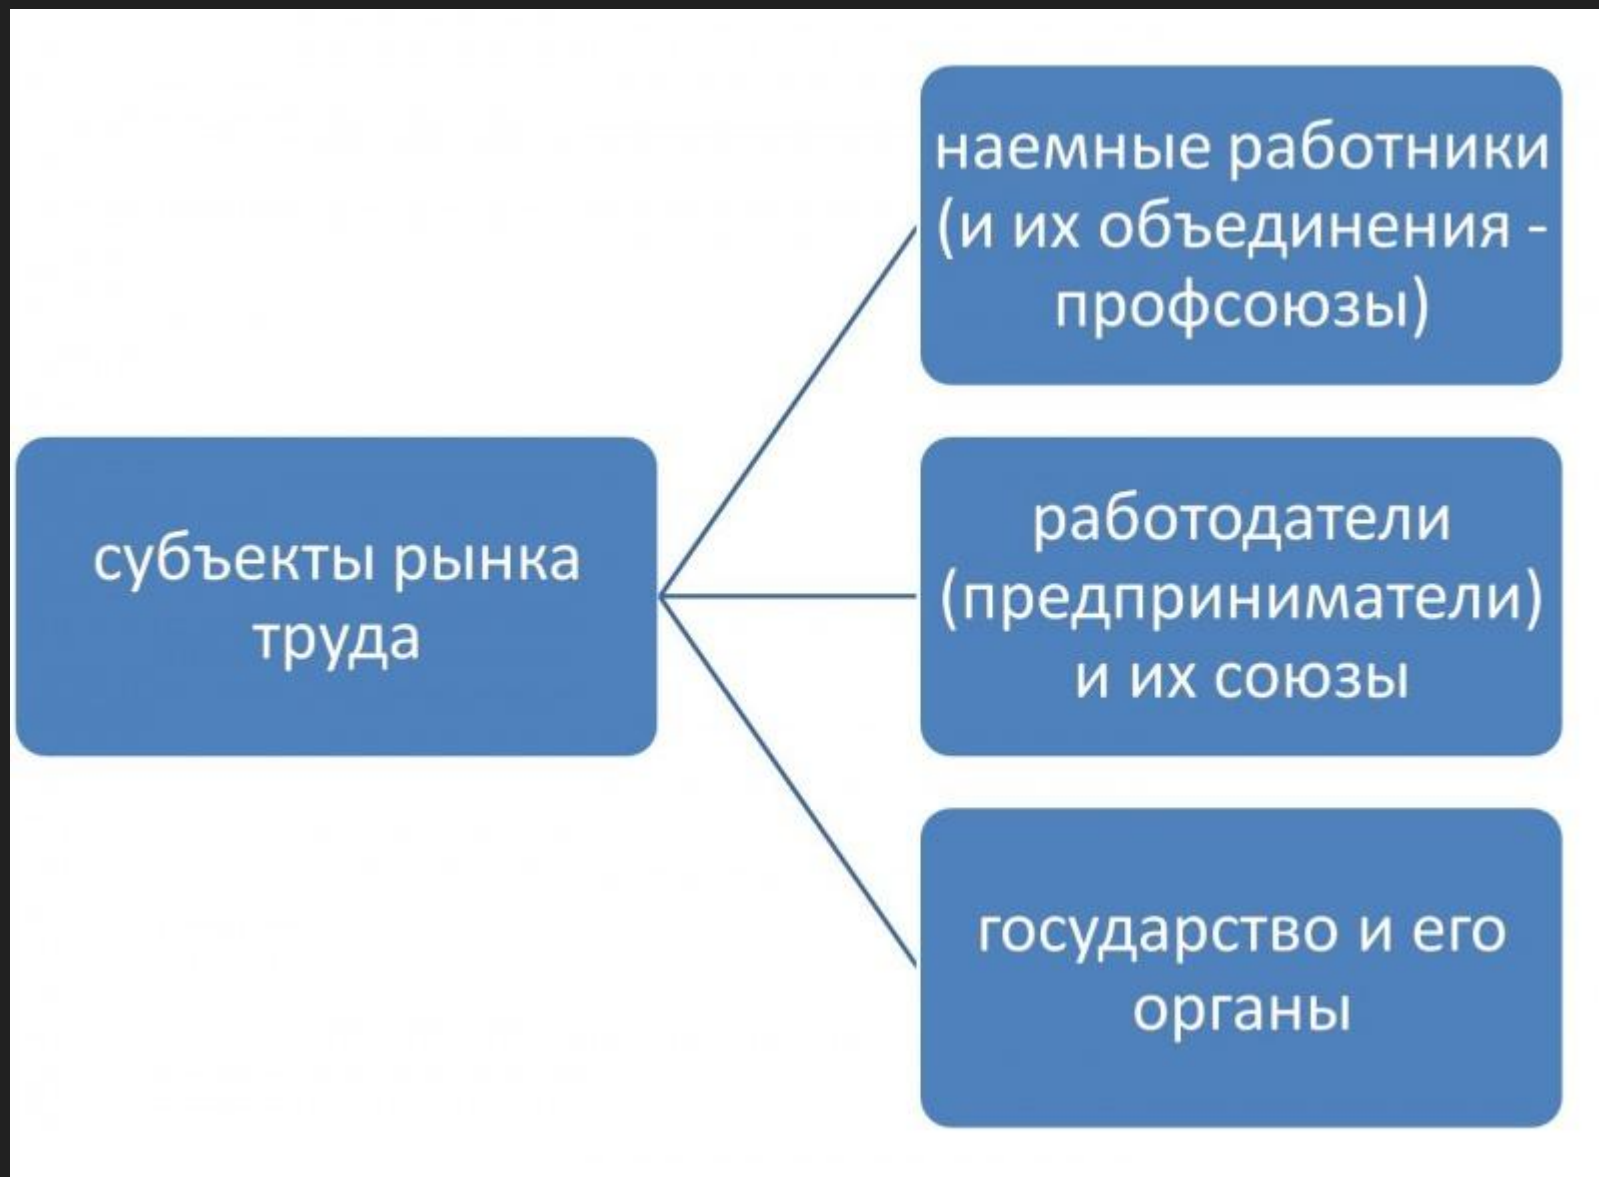 субъекты рынка
труда
наемные работники
(и их объединения -
профсоюзы)
работодатели
(предприниматели)
и их союзы
государство и его
органы